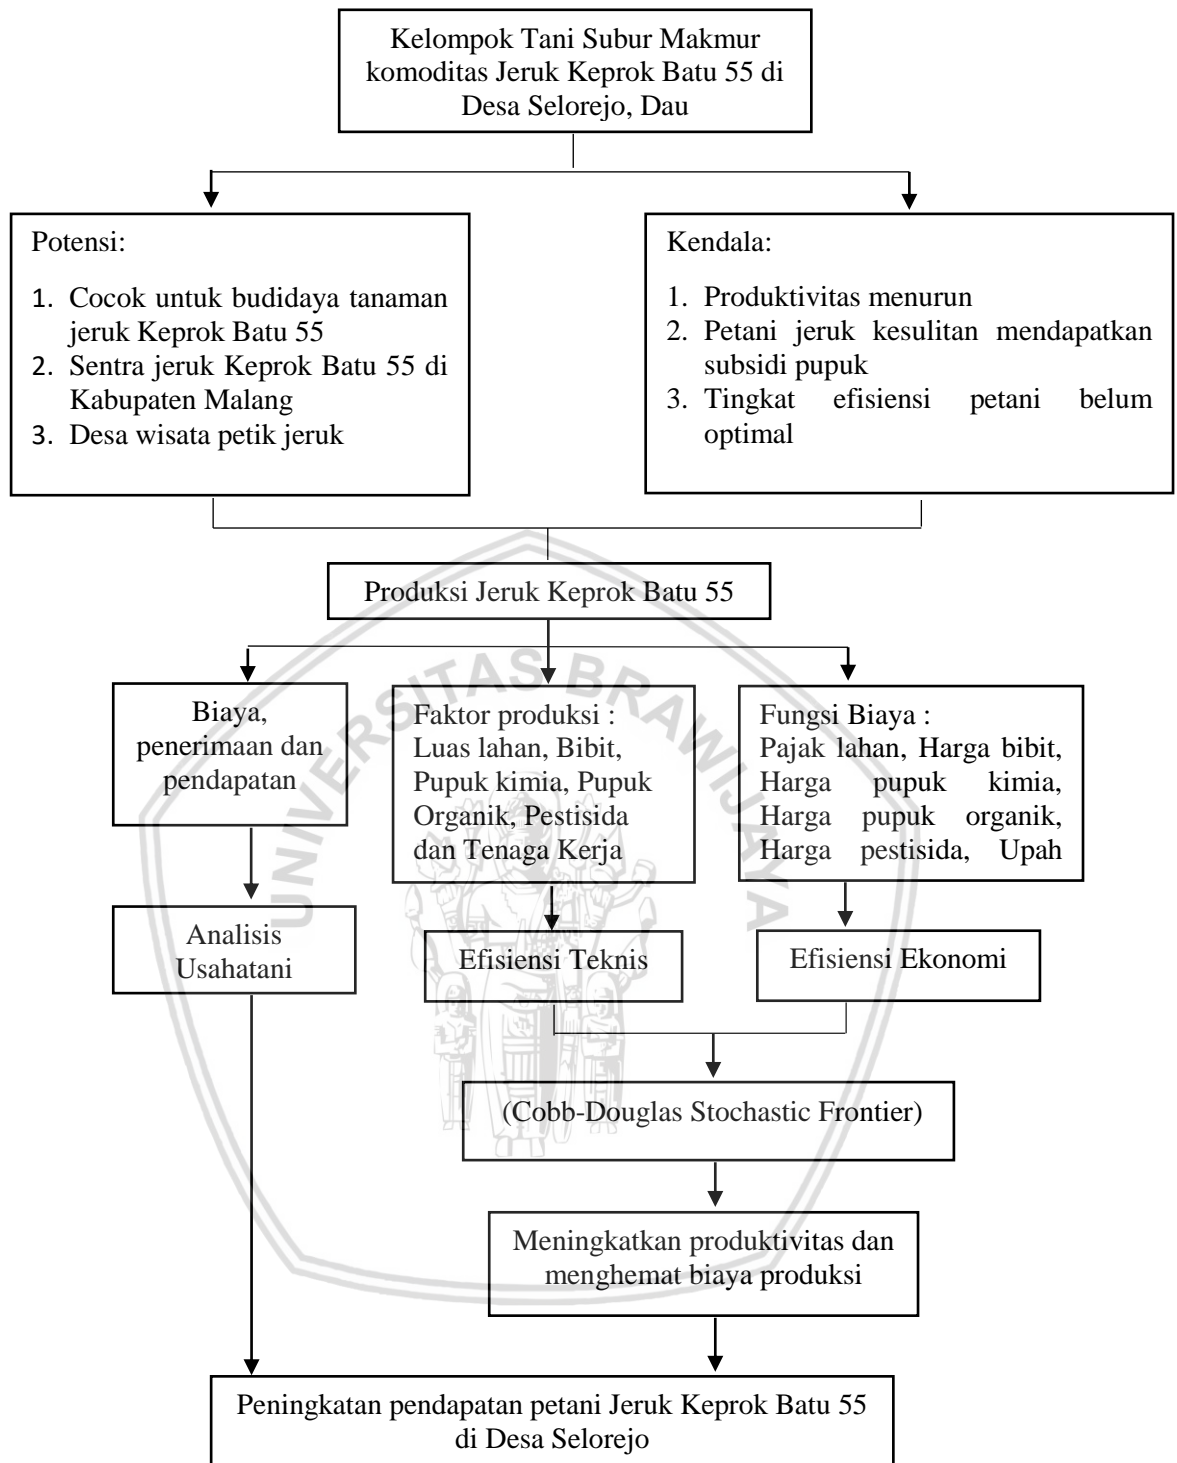 Kelompok Tani Subur Makmur
komoditas Jeruk Keprok Batu 55 di
Desa Selorejo, Dau
Potensi:
1. Cocok untuk budidaya tanaman
jeruk Keprok Batu 55
2. Sentra jeruk Keprok Batu 55 di
Kabupaten Malang
3. Desa wisata petik jeruk
Kendala:
1. Produktivitas menurun
2. Petani jeruk kesulitan mendapatkan
subsidi pupuk
3. Tingkat efisiensi petani belum
optimal
Produksi Jeruk Keprok Batu 55
UNIVERSITAS BRAWIJAYA
Biaya,
penerimaan dan
pendapatan
Faktor produksi :
Luas lahan, Bibit,
Pupuk kimia, Pupuk
Organik, Pestisida
dan Tenaga Kerja
Fungsi Biaya :
Pajak lahan, Harga bibit,
Harga pupuk kimia,
Harga pupuk organik,
Harga pestisida, Upah
Analisis
Usahatani
Efisiensi Teknis
Efisiensi Ekonomi
(Cobb-Douglas Stochastic Frontier)
Meningkatkan produktivitas dan
menghemat biaya produksi
Peningkatan pendapatan petani Jeruk Keprok Batu 55
di Desa Selorejo